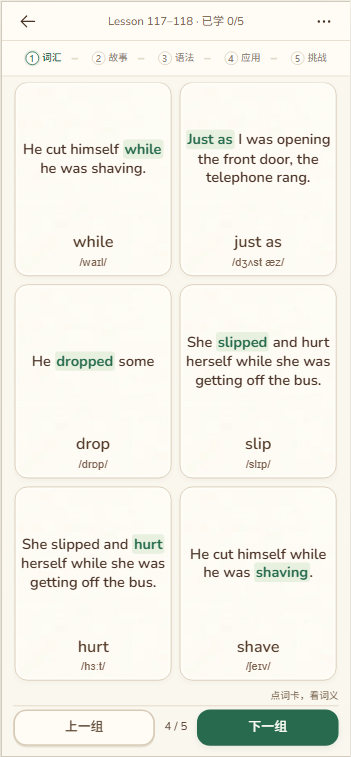 Lesson 117–118 · 已学 0/5
1 词汇 – 2 故事 – 3 语法 – 4 应用 – 5 挑战
He cut himself while
he was shaving.
while
/waɪl/
Just as I was opening
the front door, the
telephone rang.
just as
/dʒʌst æz/
He dropped some
drop
/drɒp/
She slipped and hurt
herself while she was
getting off the bus.
slip
/slɪp/
She slipped and hurt
herself while she was
getting off the bus.
hurt
/hɜːt/
He cut himself while
he was shaving.
shave
/ʃeɪv/
点词卡，看词义
上一组 4 / 5 下一组